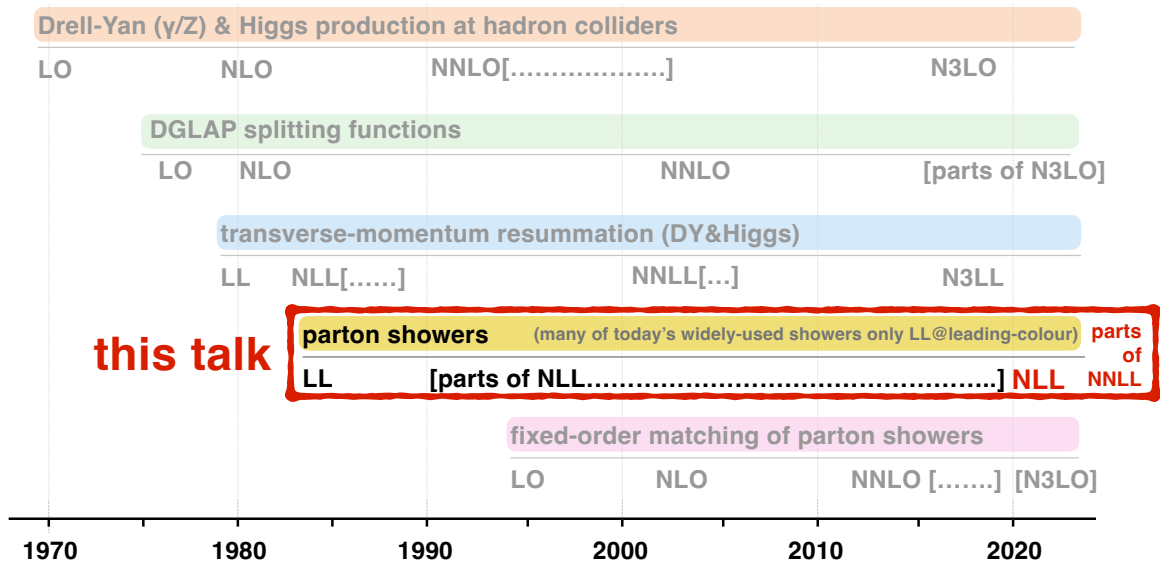 Drell-Yan (γ/Z) & Higgs production at hadron colliders
LO NLO NNLO[...................] N3LO
DGLAP splitting functions
LO NLO NNLO [parts of N3LO]
transverse-momentum resummation (DY&Higgs)
LL NLL[......] NNLL[...] N3LL
this talk
parton showers (many of today's widely-used showers only LL@leading-colour)
LL [parts of NLL.....................................................] NLL
parts
of
NNLL
fixed-order matching of parton showers
LO NLO NNLO [.......] [N3LO]
1970 1980 1990 2000 2010 2020